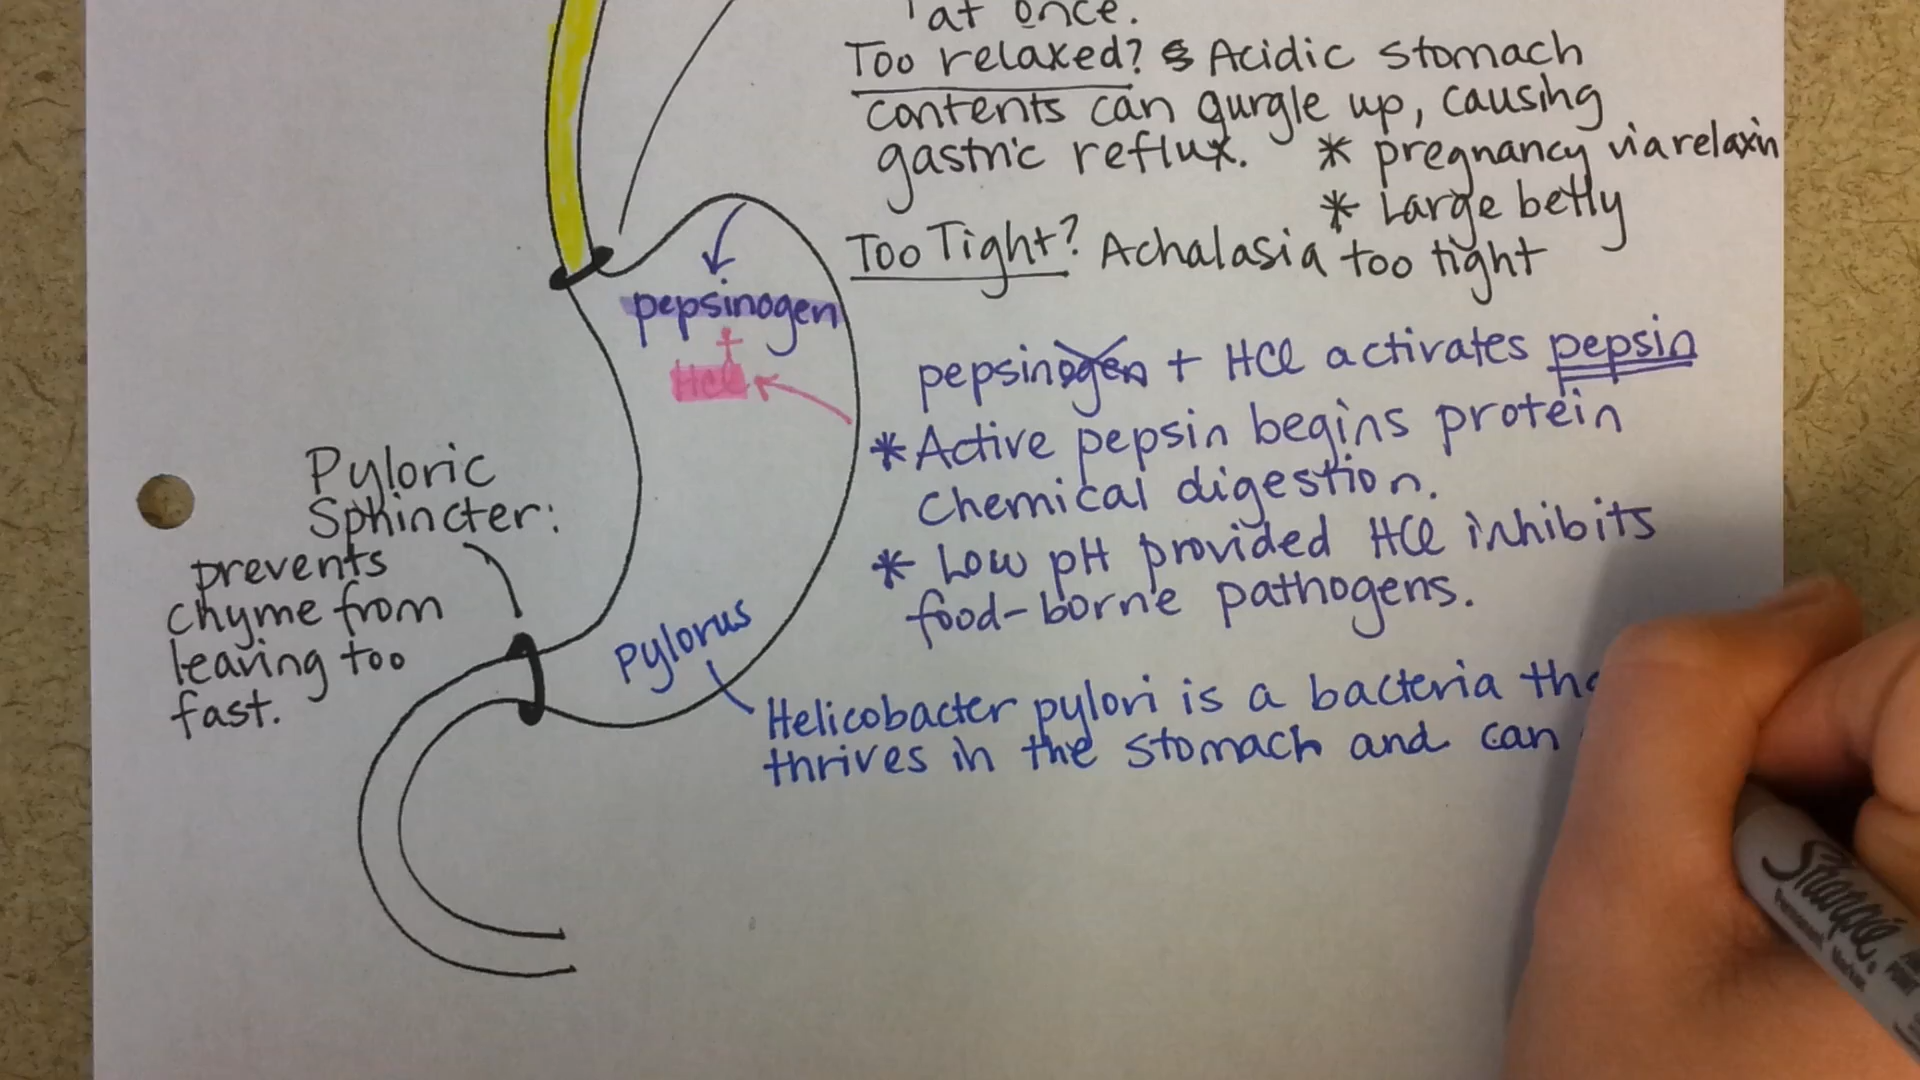 at once.
Too relaxed? Acidic stomach
contents can gurgle up, causing
gastric reflux. * pregnancy via relaxin
* Large belly
Too Tight? Achalasia too tight
pepsinogen
+
HCl
pepsinogen + HCl activates pepsin
* Active pepsin begins protein
chemical digestion.
* Low pH provided HCl inhibits
food-borne pathogens.
Pyloric
Sphincter:
prevents
chyme from
leaving too
fast.
Pylorus
Helicobacter pylori is a bacteria
thrives in the stomach and can
Sharpie.
Permanent Marker